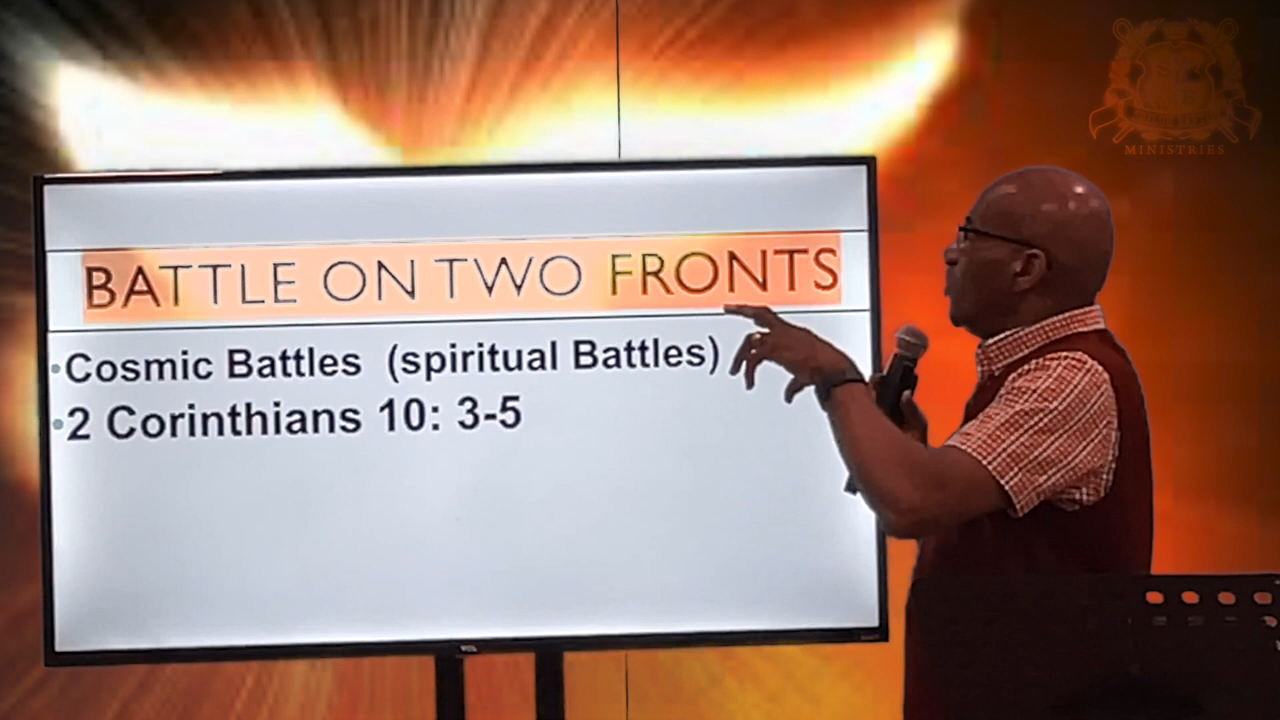 BATTLE ON TWO FRONTS
•Cosmic Battles (spiritual Battles)
•2 Corinthians 10: 3-5
MINISTRIES